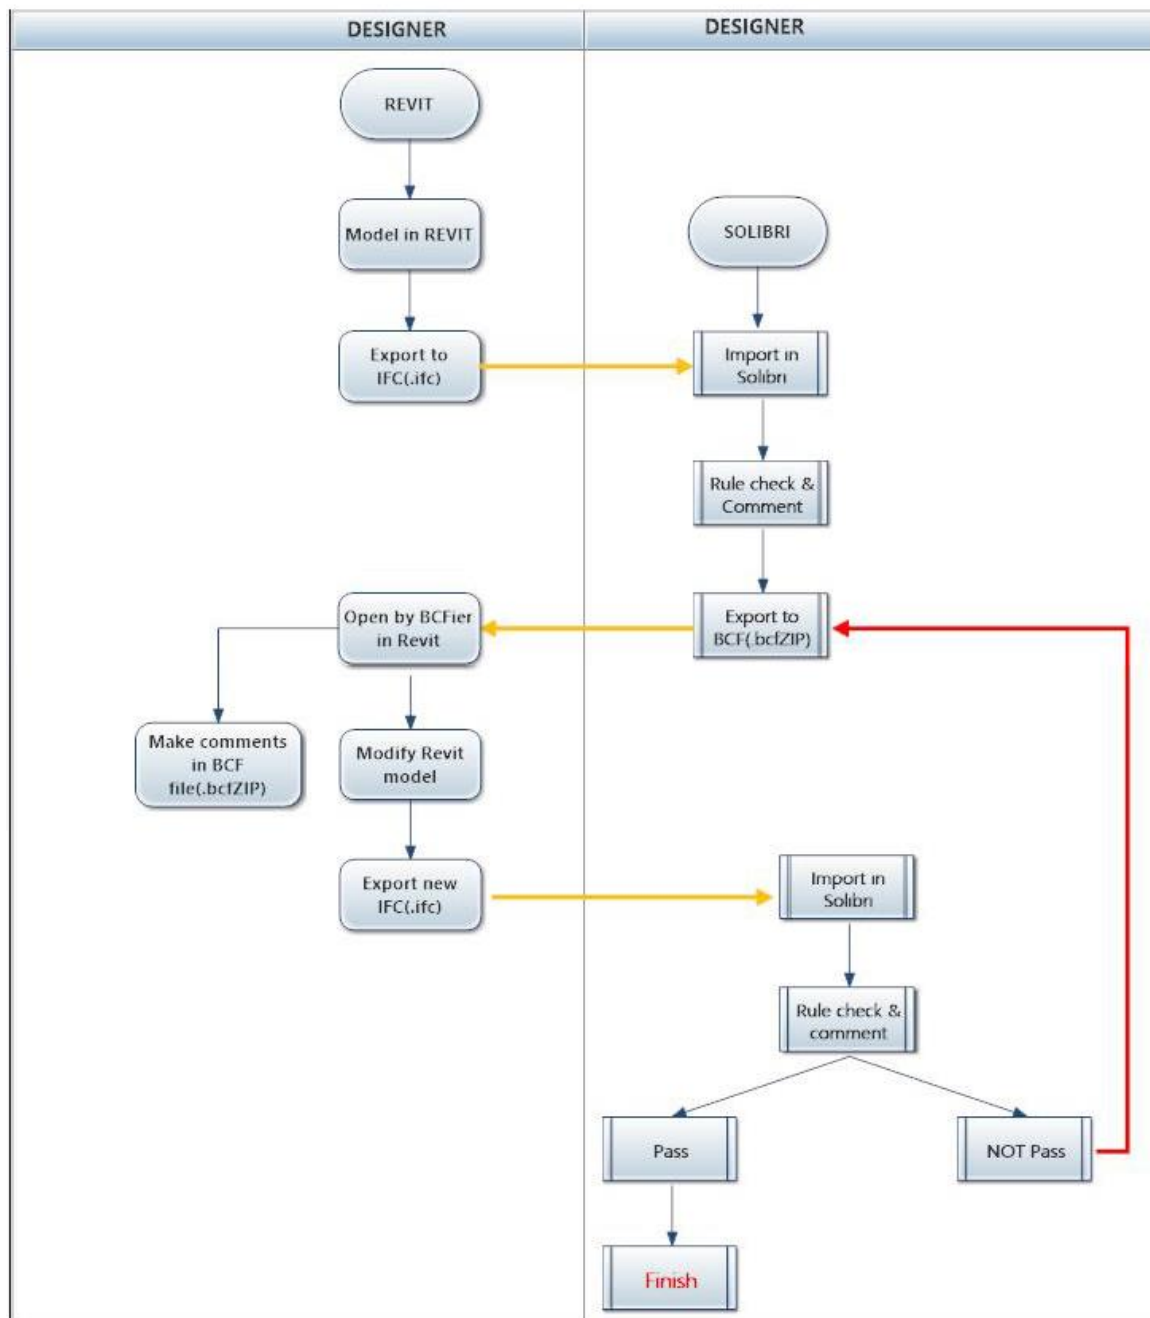 DESIGNER
DESIGNER
REVIT
Model in REVIT
SOLIBRI
Export to
IFC(.ifc)
Import in
Solibri
Rule check &
Comment
Open by BCFier
in Revit
Export to
BCF(.bcfZIP)
Make comments
in BCF
file(.bcfZIP)
Modify Revit
model
Export new
IFC(.ifc)
Import in
Solibri
Rule check &
comment
Pass
NOT Pass
Finish